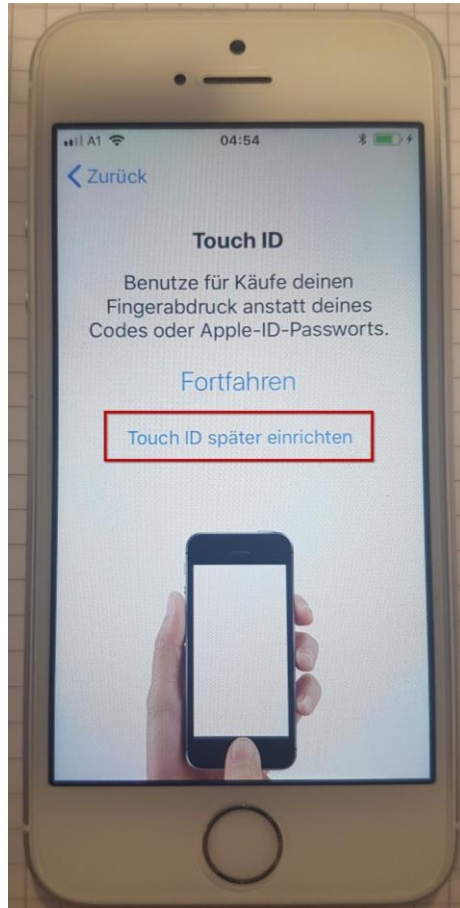 A1 04:54
Zurück
Touch ID
Benutze für Käufe deinen
Fingerabdruck anstatt deines
Codes oder Apple-ID-Passworts.
Fortfahren
Touch ID später einrichten